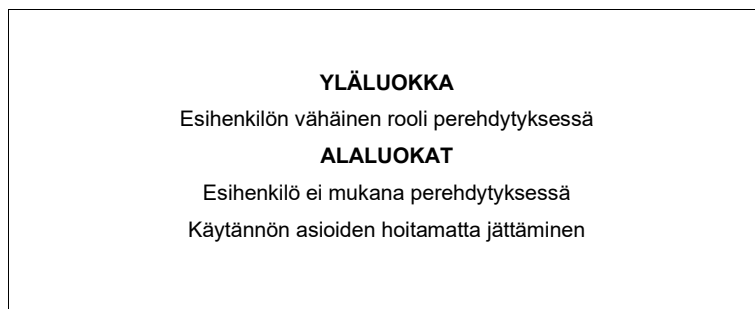 YLÄLUOKKA
Esihenkilön vähäinen rooli perehdytyksessä
ALALUOKAT
Esihenkilö ei mukana perehdytyksessä
Käytännön asioiden hoitamatta jättäminen